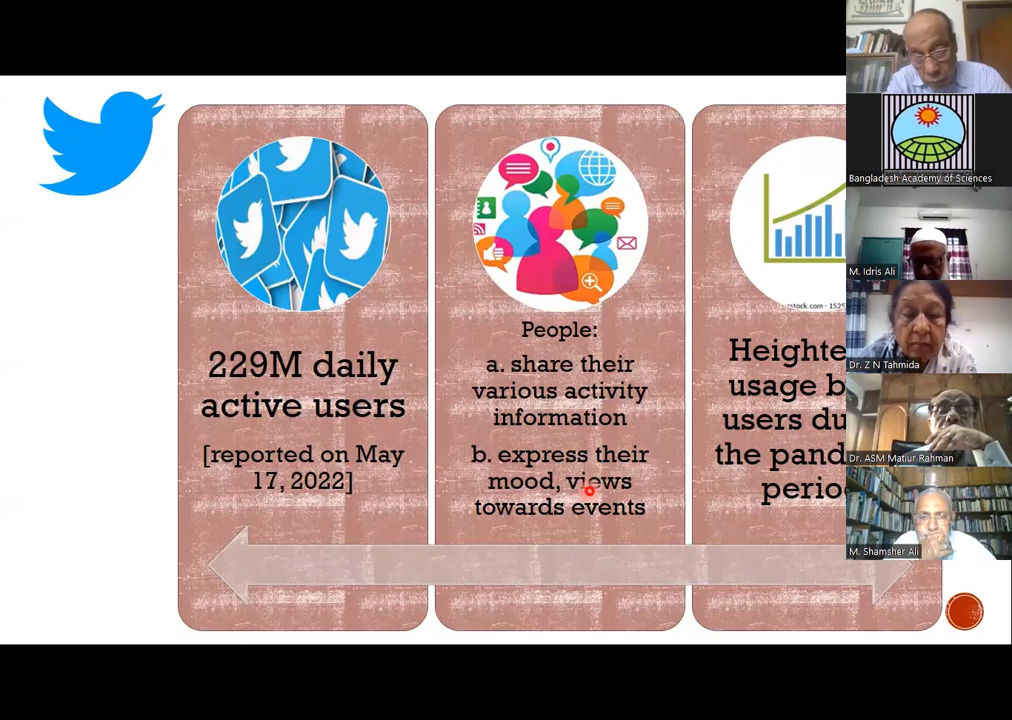 229M daily
active users
[reported on May
17, 2022]
People:
a. share their
various activity
information
b. express their
mood, views
towards events
usage b
users du
the pand
Bangladesh Academy of Sciences
M. Idris Ali
Dr. Z N Tahmida
Dr. ASM Matiur Rahman
M. Shamsher Ali